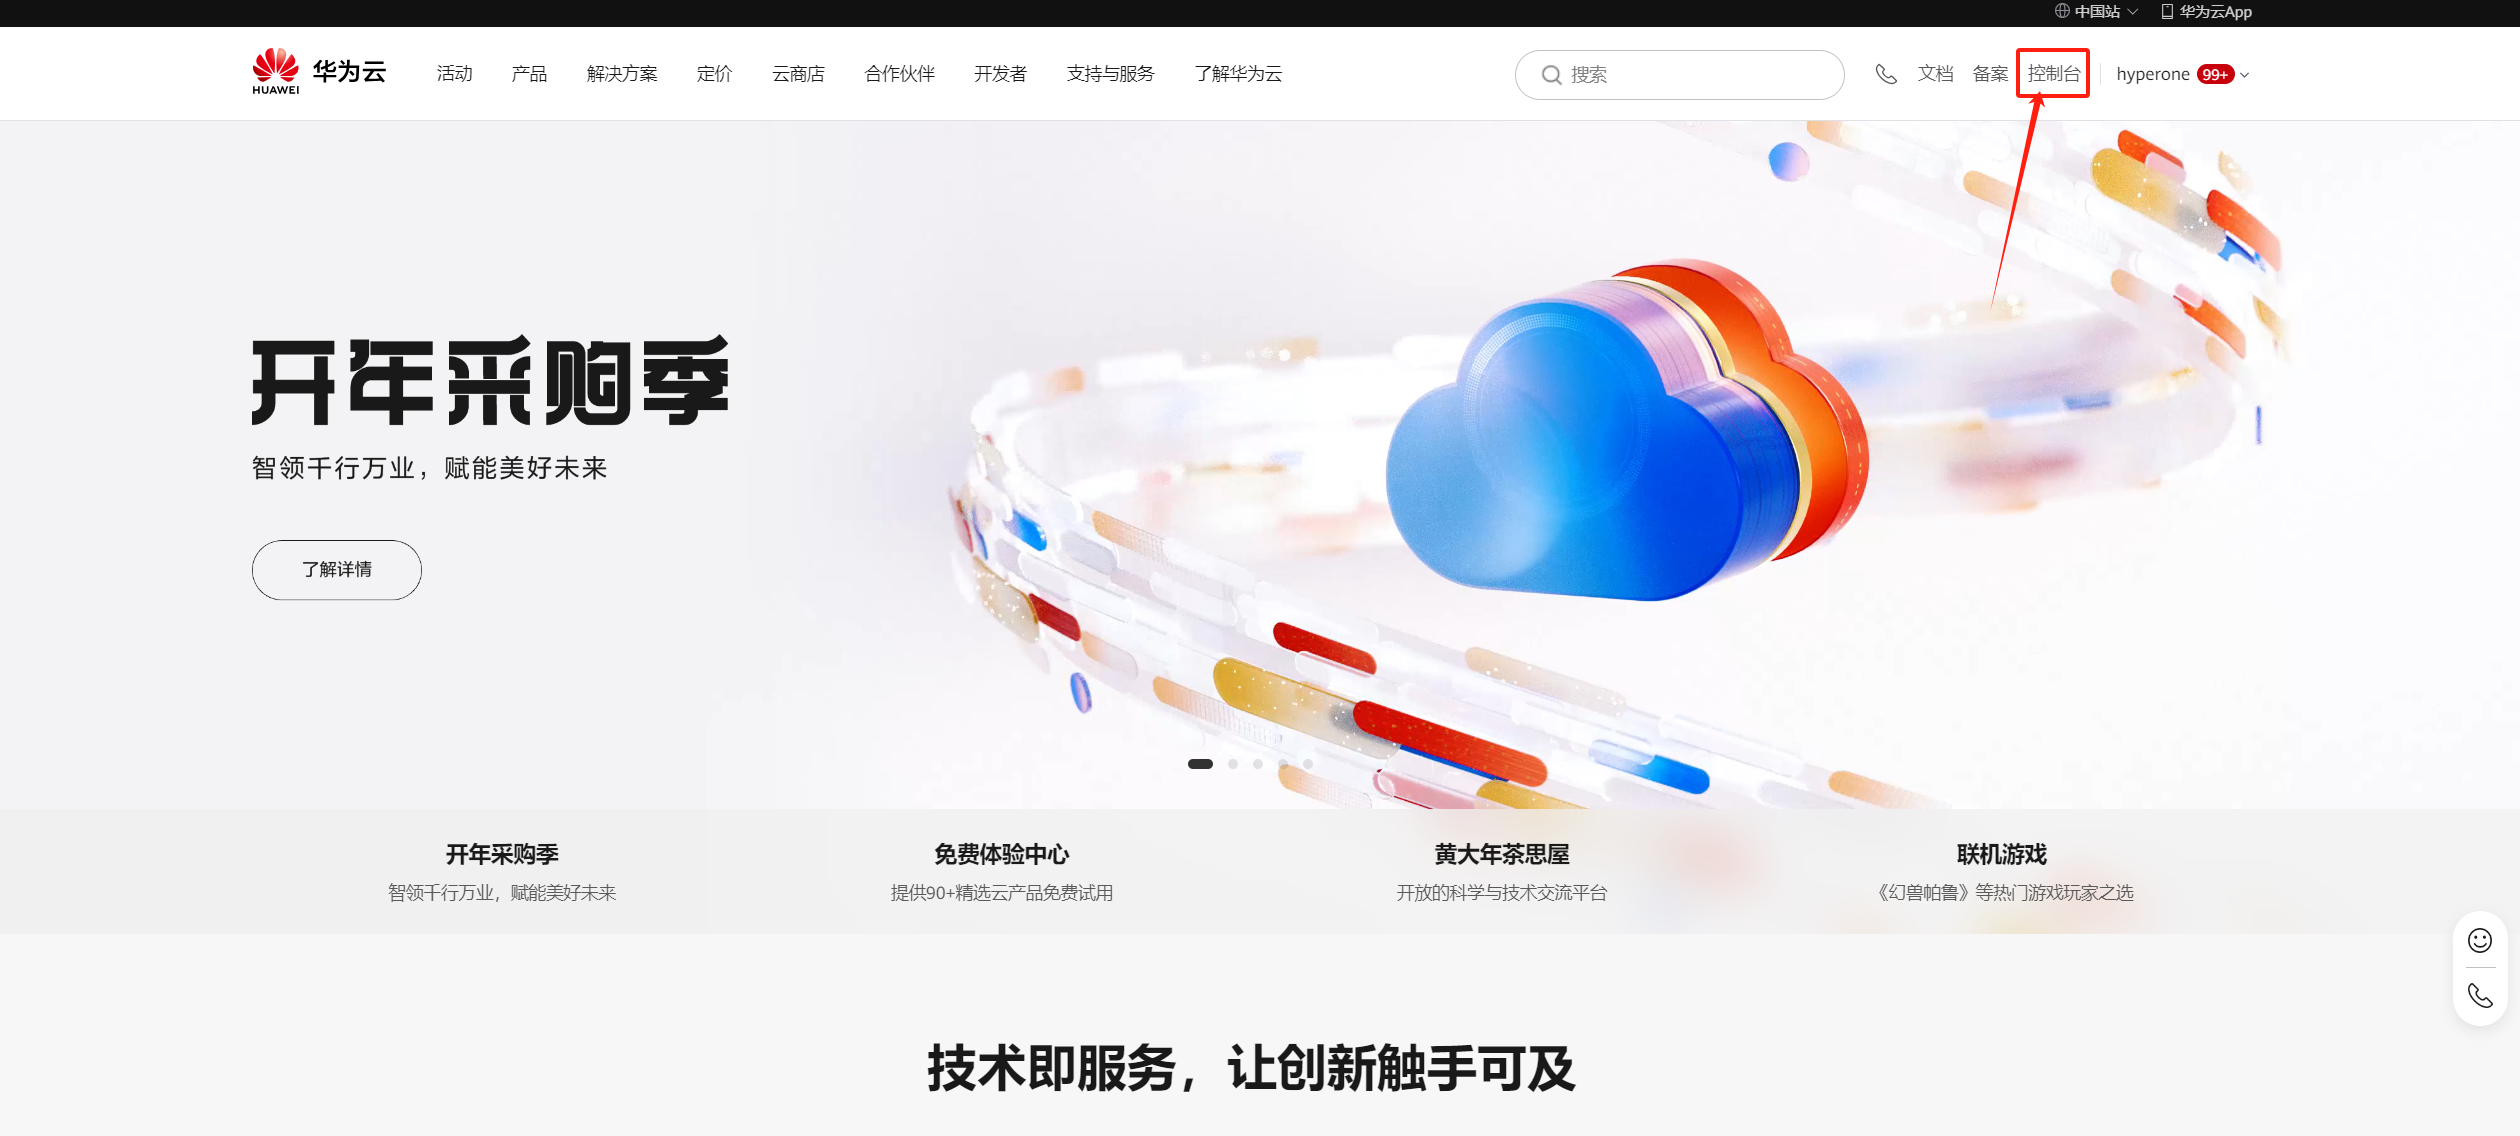 中国站
华为云App
HUAWEI
华为云
活动
产品
解决方案
定价
云商店
合作伙伴
开发者
支持与服务
了解华为云
搜索
文档
备案
控制台
hyperone 99+
开年采购季
智领千行万业，赋能美好未来
了解详情
开年采购季
智领千行万业，赋能美好未来
免费体验中心
提供90+精选云产品免费试用
黄大年茶思屋
开放的科学与技术交流平台
联机游戏
《幻兽帕鲁》等热门游戏玩家之选
技术即服务，让创新触手可及